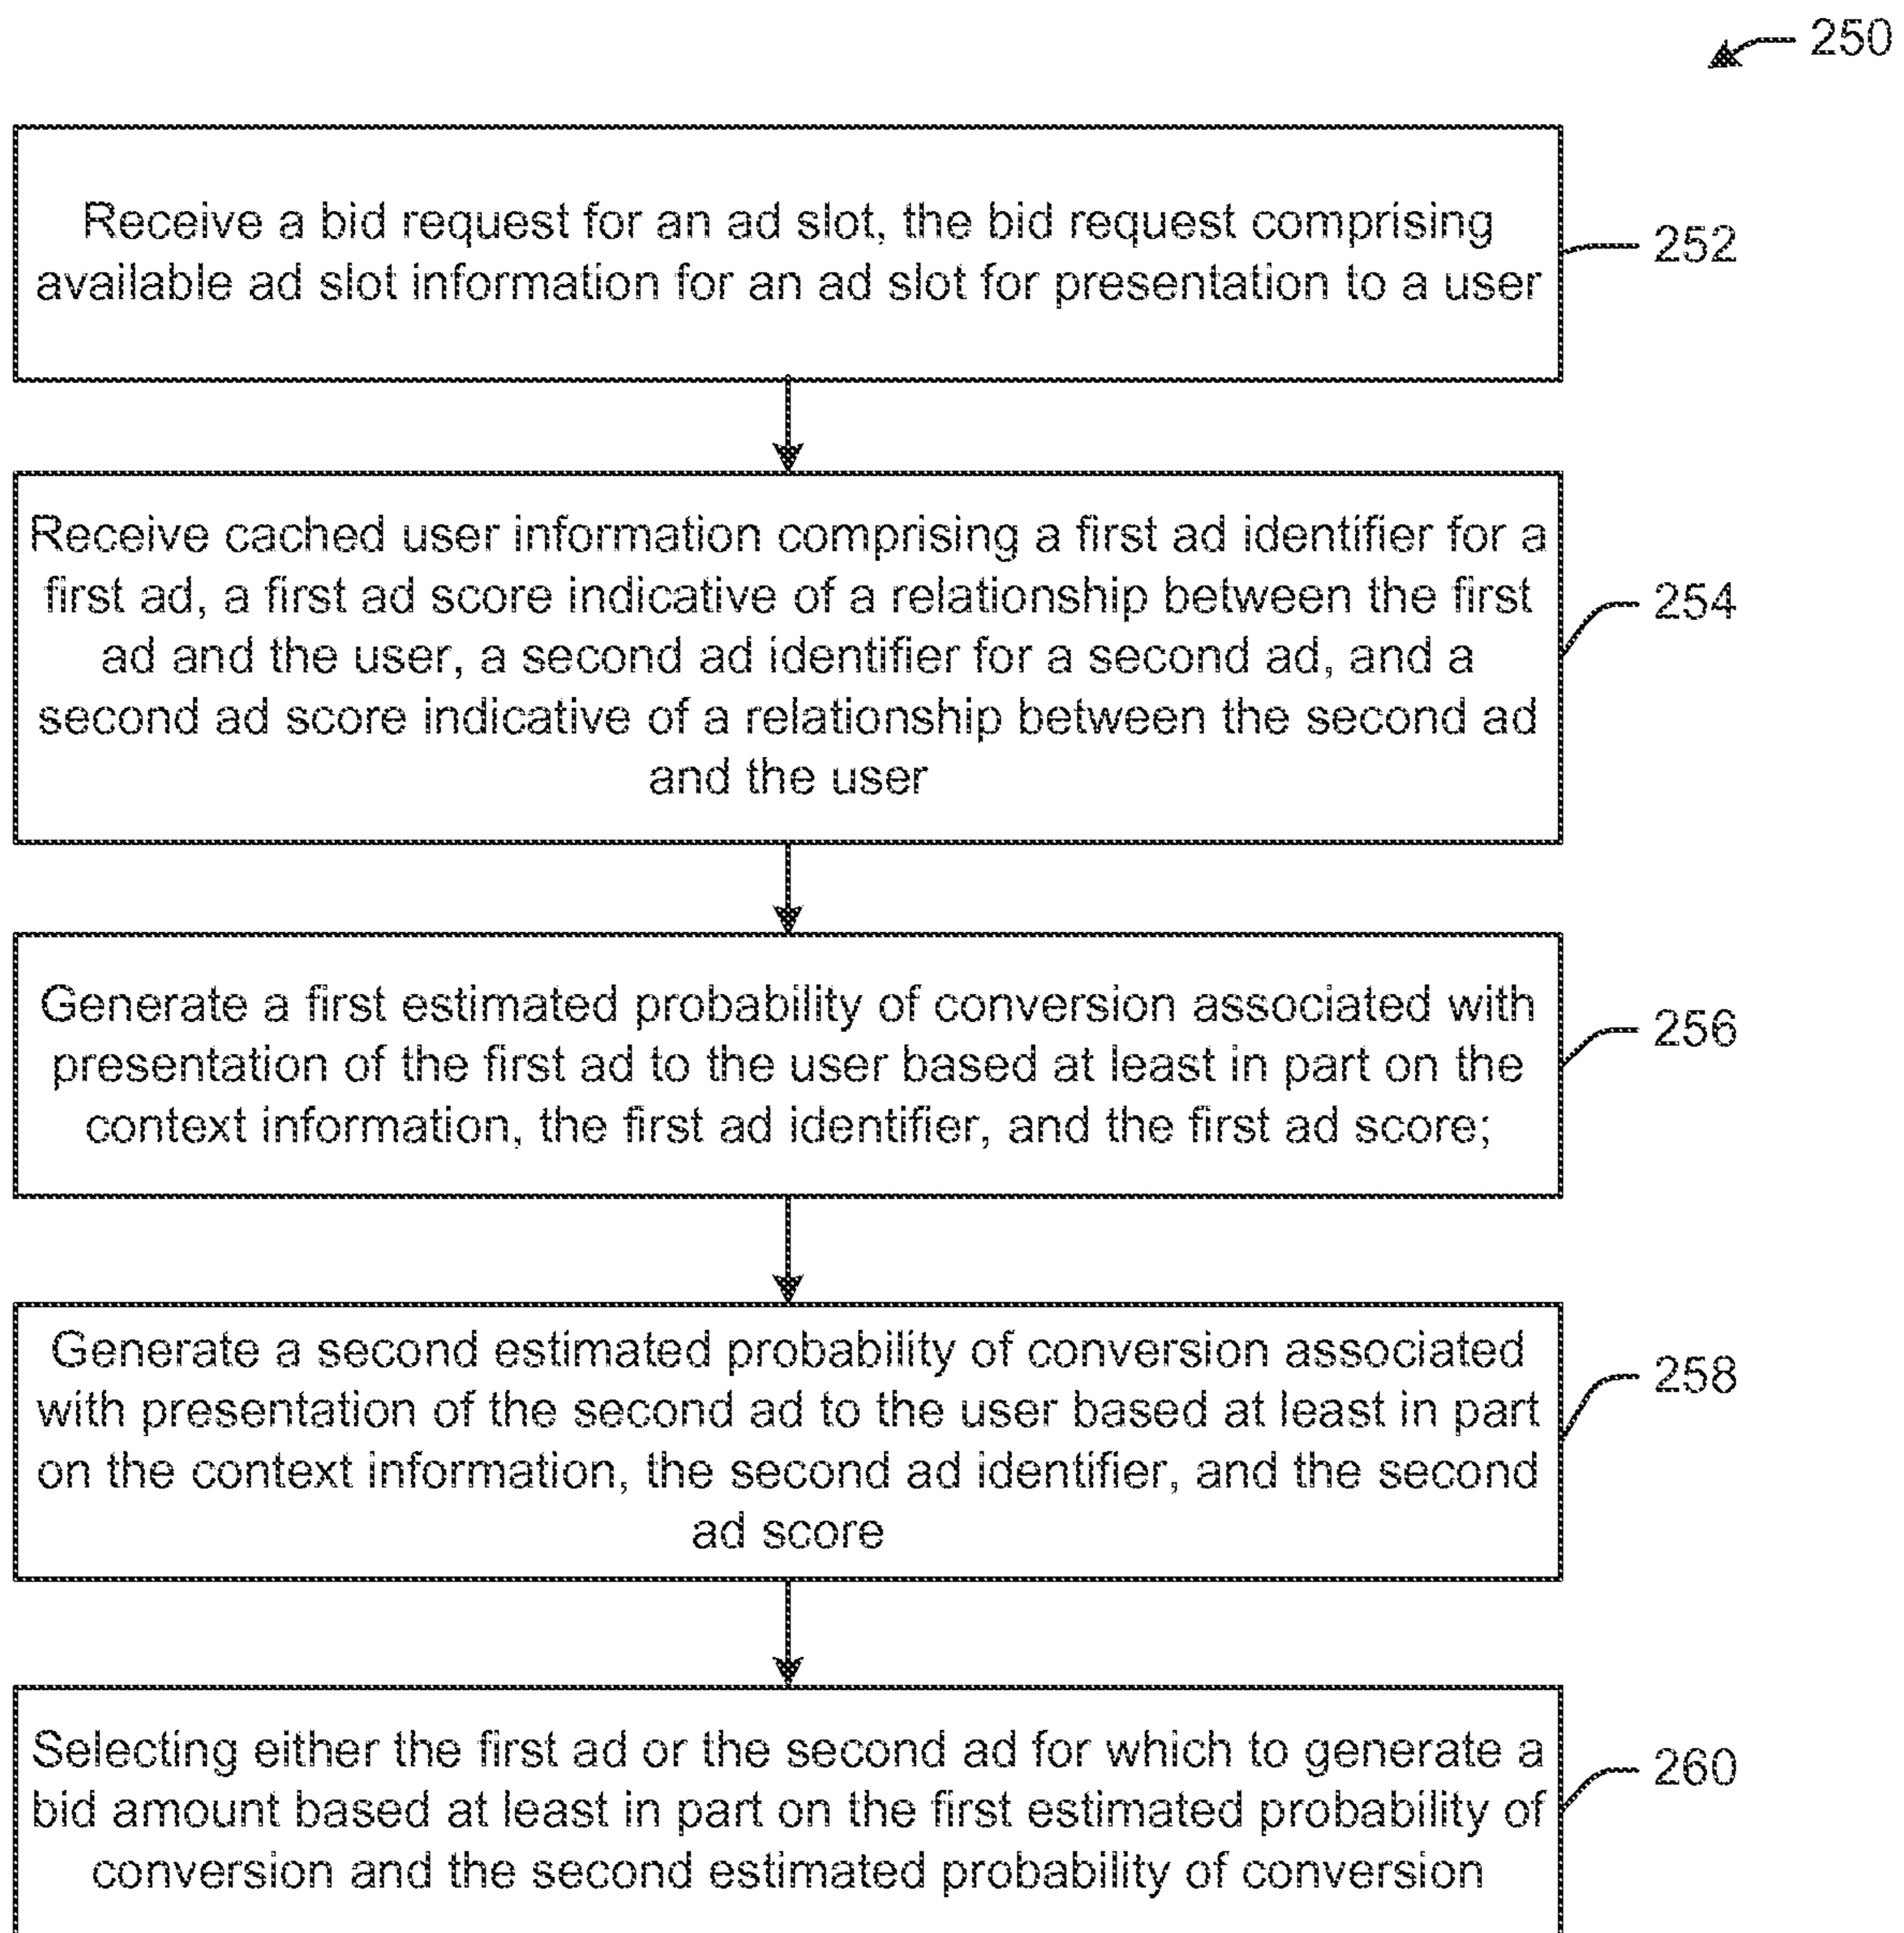 250
Receive a bid request for an ad slot, the bid request comprising
available ad slot information for an ad slot for presentation to a user
252
Receive cached user information comprising a first ad identifier for a
first ad, a first ad score indicative of a relationship between the first
ad and the user, a second ad identifier for a second ad, and a
second ad score indicative of a relationship between the second ad
and the user
254
Generate a first estimated probability of conversion associated with
presentation of the first ad to the user based at least in part on the
context information, the first ad identifier, and the first ad score;
256
Generate a second estimated probability of conversion associated
with presentation of the second ad to the user based at least in part
on the context information, the second ad identifier, and the second
ad score
258
Selecting either the first ad or the second ad for which to generate a
bid amount based at least in part on the first estimated probability of
conversion and the second estimated probability of conversion
260